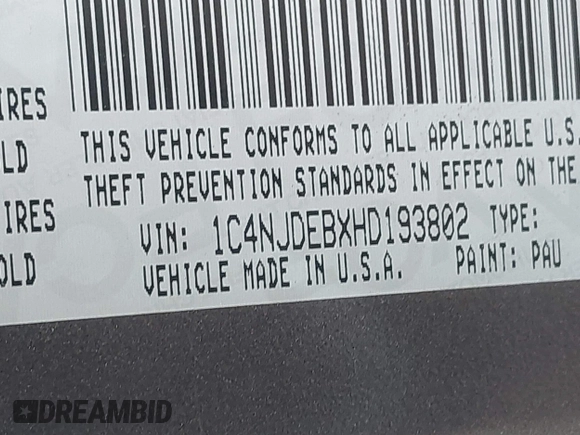 IRES
THIS VEHICLE CONFORMS TO ALL APPLICABLE U.S.
LD
THEFT PREVENTION STANDARDS IN EFFECT ON THE
IRES
VIN: 1C4NJDEBXHD193802 TYPE:
OLD
VEHICLE MADE IN U.S.A. PAINT: PAU
DREAMBID